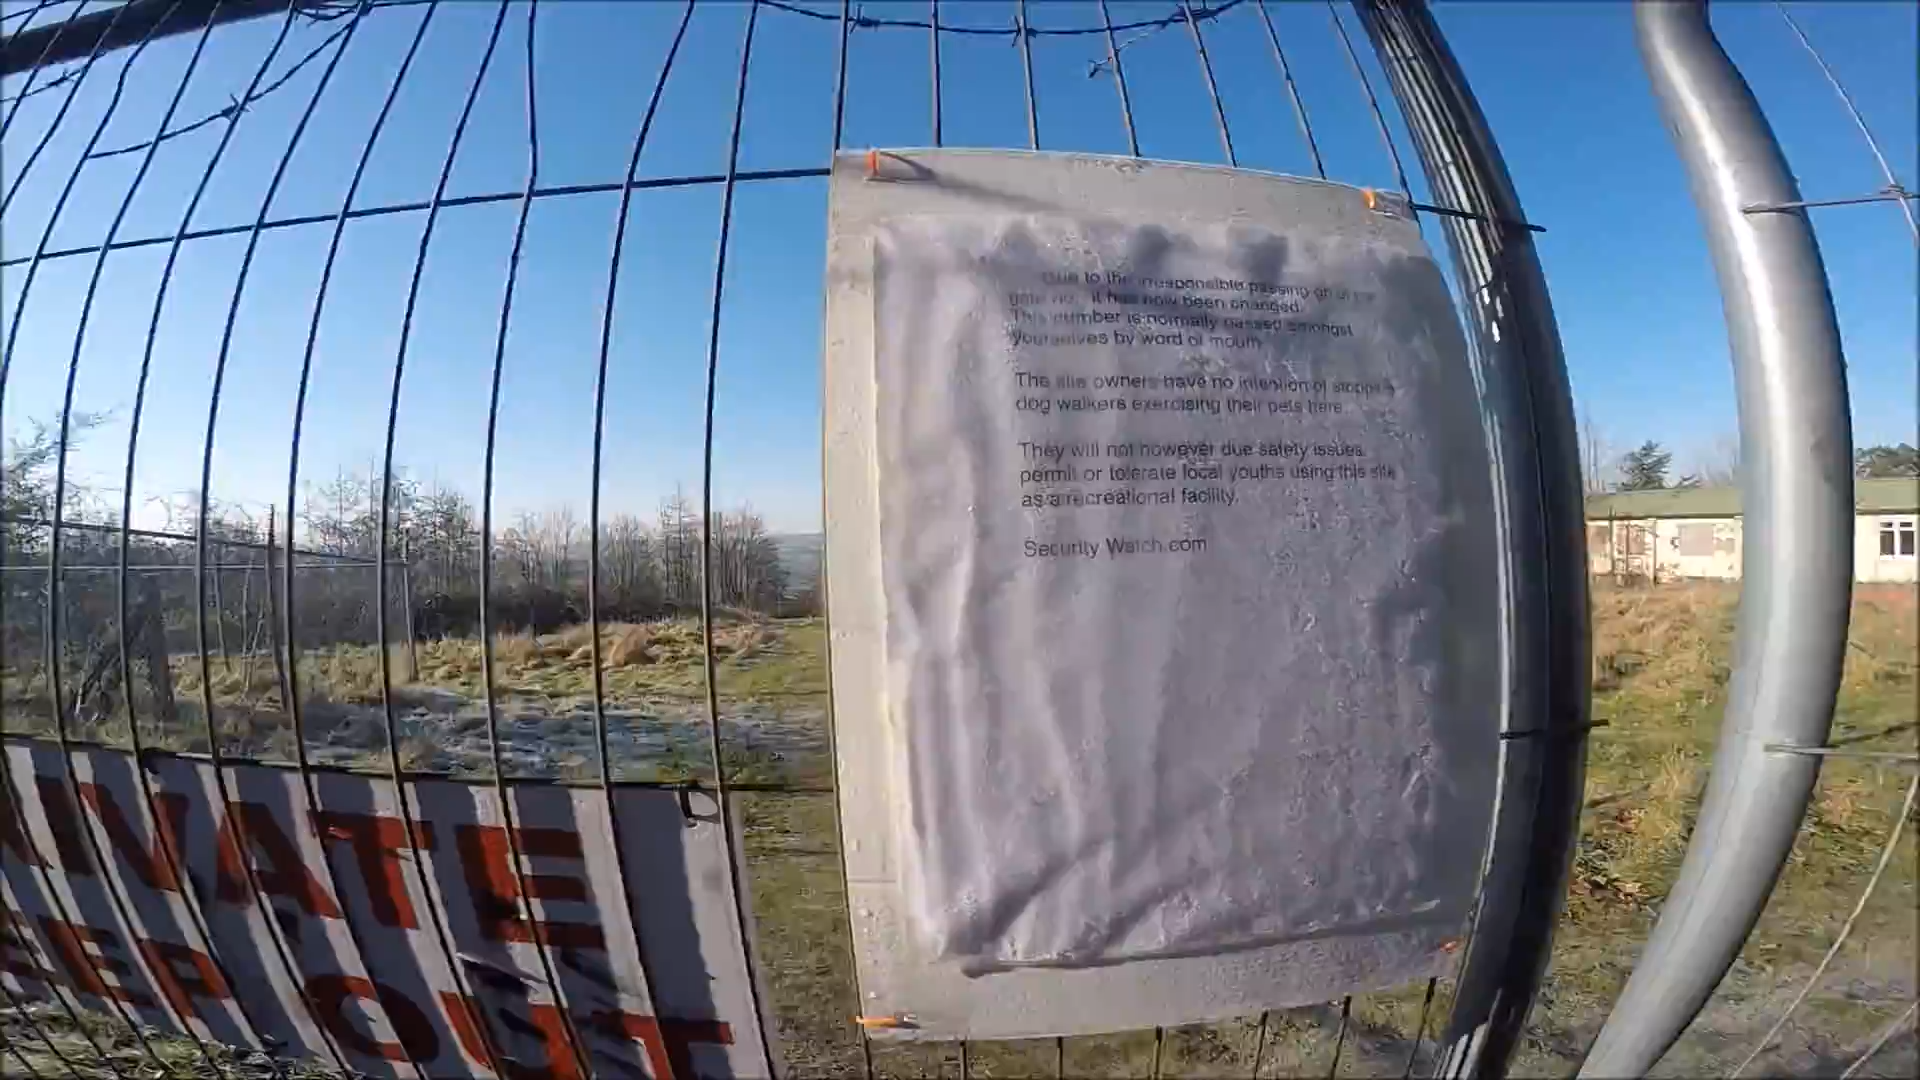 Due to the irresponsible passing on of the
gate no. it has now been changed.
This number is normally passed amongst
yourselves by word of mouth
The site owners have no intention of stopping
dog walkers exercising their pets here.
They will not however due safety issues,
permit or tolerate local youths using this site
as a recreational facility.
Security Watch.com
IVATE
EEP OUT